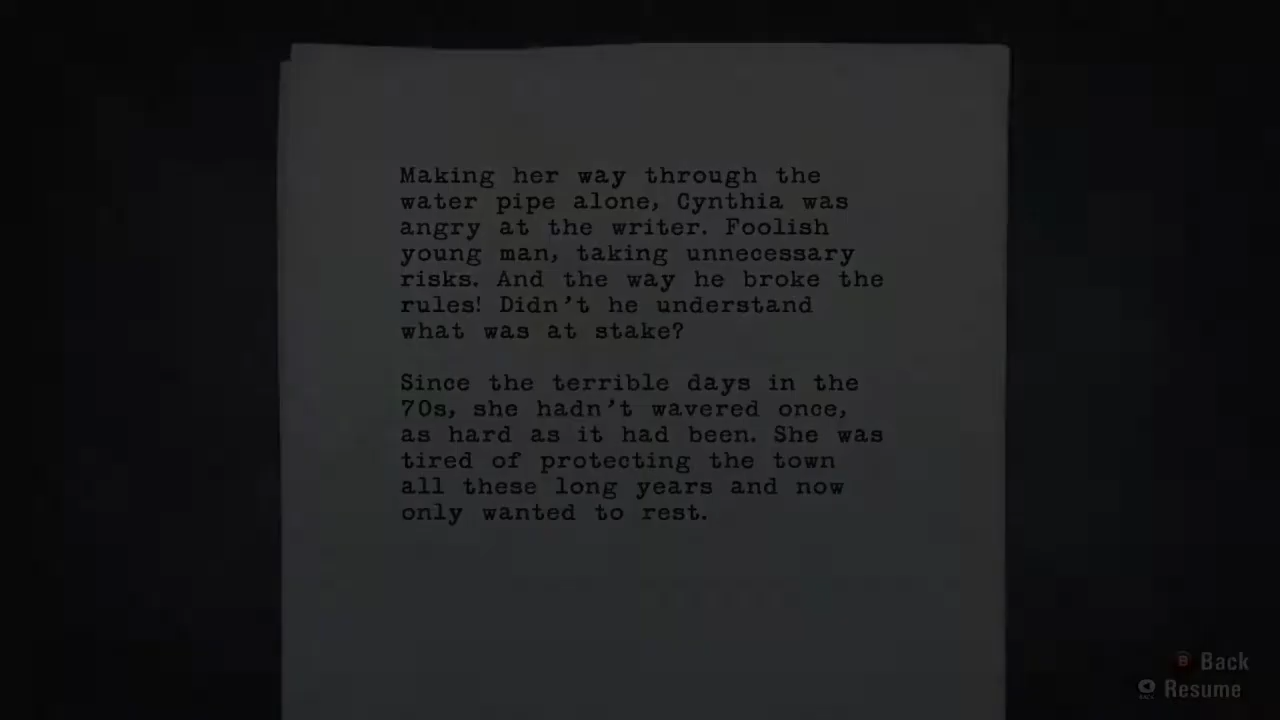 Making her way through the
water pipe alone, Cynthia was
angry at the writer. Foolish
young man, taking unnecessary
risks. And the way he broke the
rules! Didn't he understand
what was at stake?
Since the terrible days in the
70s, she hadn't wavered once,
as hard as it had been. She was
tired of protecting the town
all these long years and now
only wanted to rest.
B Back
BACK Resume